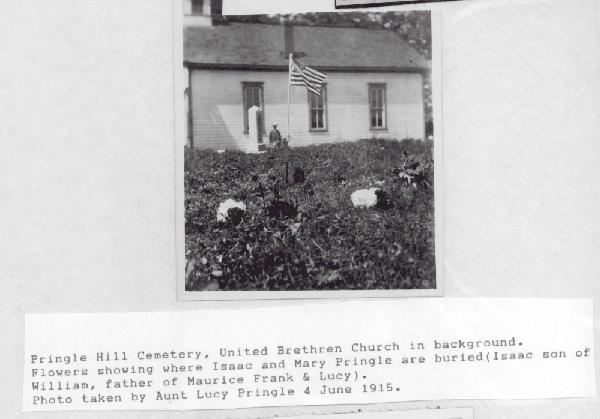 Pringle Hill Cemetery, United Brethren Church in background.
Flowers showing where Isaac and Mary Pringle are buried(Isaac son of
William, father of Maurice Frank & Lucy).
Photo taken by Aunt Lucy Pringle 4 June 1915.